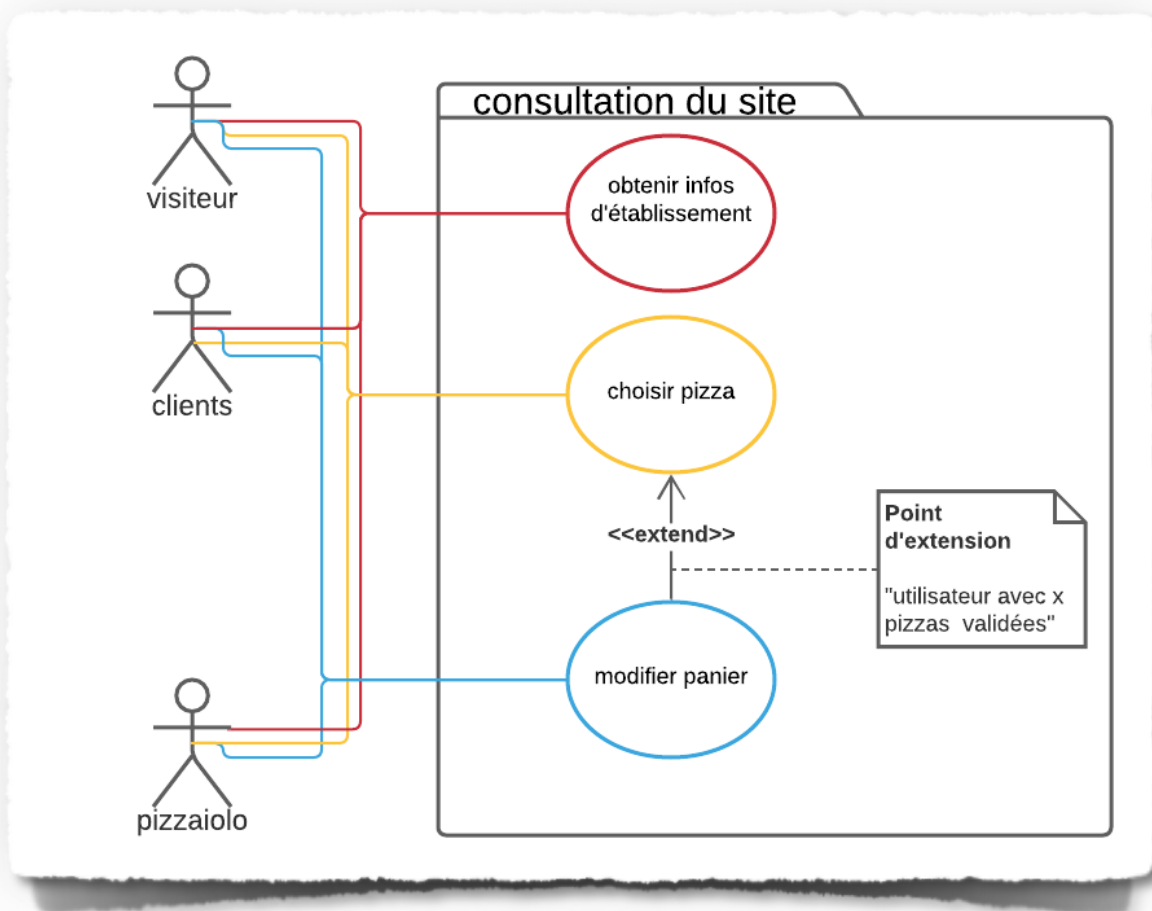 consultation du site
visiteur
obtenir infos
d'établissement
clients
choisir pizza
<<extend>>
Point
d'extension
"utilisateur avec x
pizzas validées"
modifier panier
pizzaiolo